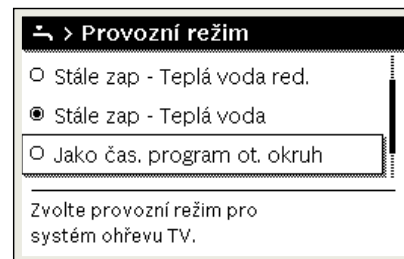 > Provozní režim
Stále zap - Teplá voda red.
Stále zap - Teplá voda
Jako čas. program ot. okruh
Zvolte provozní režim pro
systém ohřevu TV.